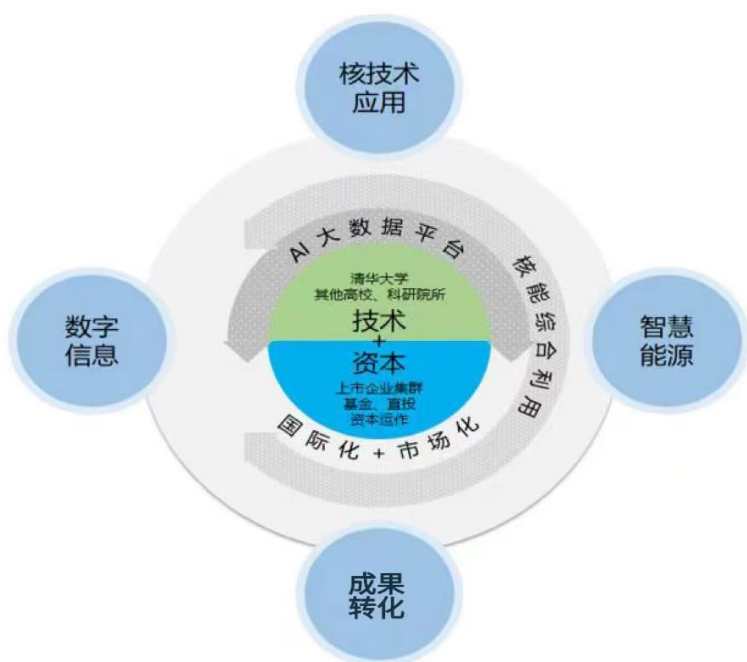 核技术
应用
AI大数据平台
核能综合利用
清华大学
其他高校、科研院所
技术
+
资本
上市企业集群
基金、直投
资本运作
国际化+市场化
数字
信息
智慧
能源
成果
转化